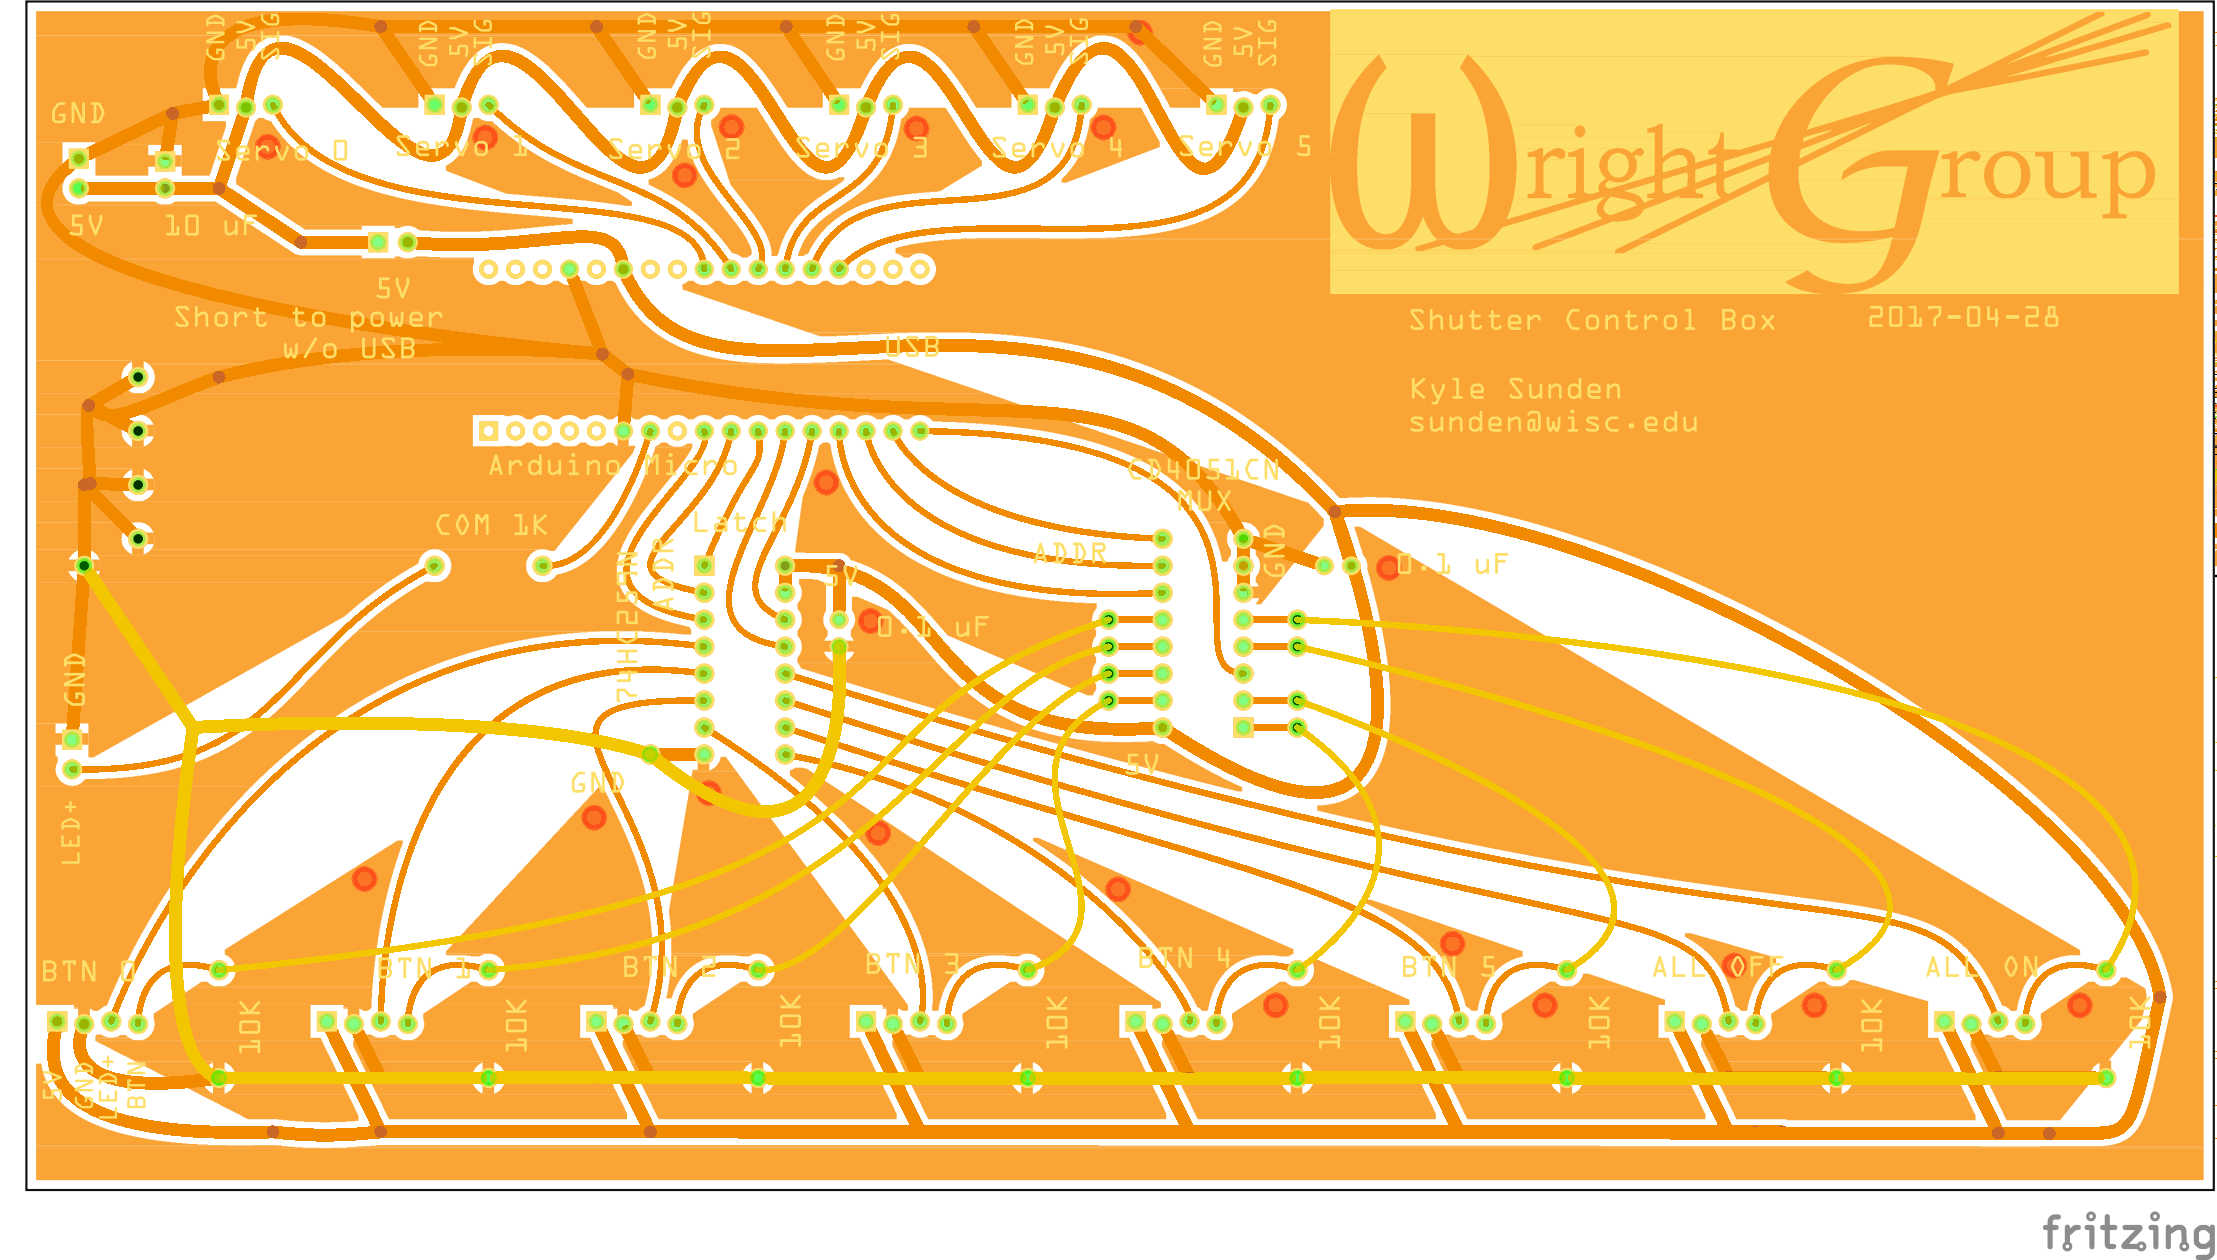 GND 5V SIG GND 5V SIG GND 5V SIG GND 5V SIG GND 5V SIG GND 5V SIG
Wright Group
GND
Servo 0 Servo 1 Servo 2 Servo 3 Servo 4 Servo 5
5V 10 uF
5V
Short to power
w/o USB
USB
Shutter Control Box 2017-04-28
Kyle Sunden
sunden@wisc.edu
Arduino Micro
CD4051CN
MUX
COM 1K
Latch
ADDR
74HC259N
ADDR
GND
5V
0.1 uF
0.1 uF
GND
5V
GND
LED+
BTN 0 BTN 1 BTN 2 BTN 3 BTN 4 BTN 5 ALL OFF ALL ON
10K 10K 10K 10K 10K 10K 10K 10K
5V GND LED+ BTN
fritzing